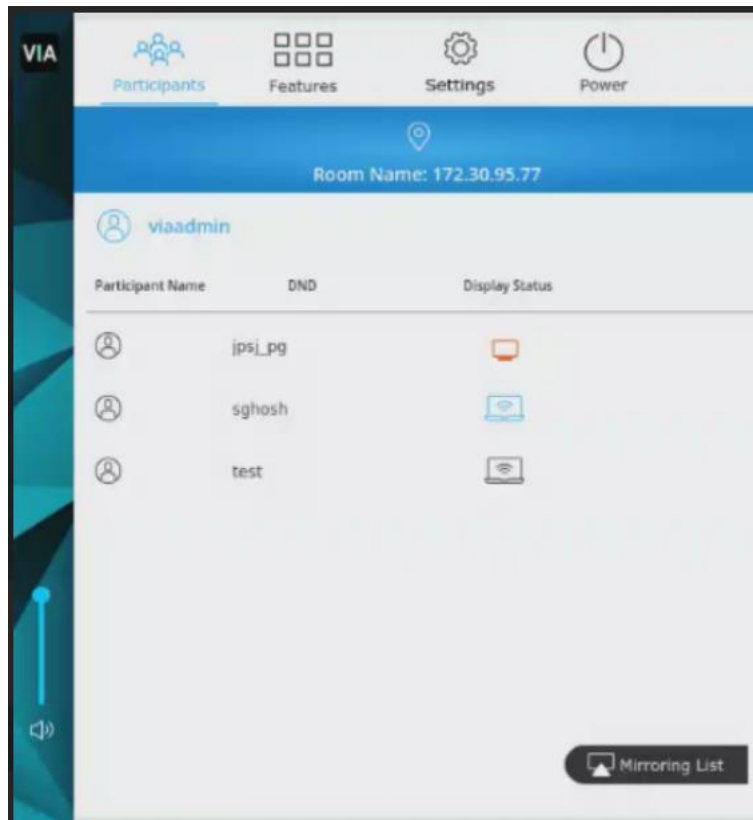 VIA
Participants Features Settings Power
Room Name: 172.30.95.77
viaadmin
Participant Name DND Display Status
jpsj_pg
sghosh
test
Mirroring List